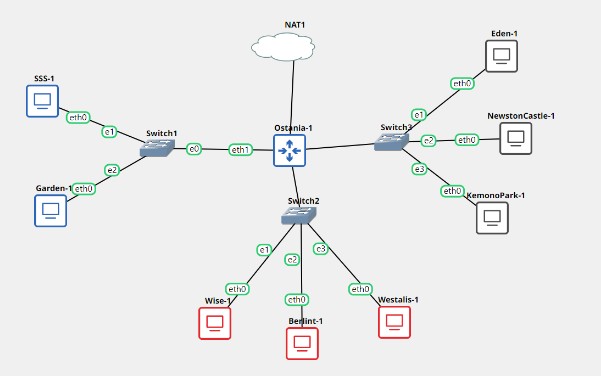 NAT1
Eden-1
eth0
SSS-1
eth0
e1
Switch1
e0
eth1
Ostania-1
Switch3
e1
e2
eth0
NewstonCastle-1
e2
Garden-1
eth0
e3
eth0
KemonoPark-1
Switch2
e1
e2
e3
eth0
eth0
eth0
Wise-1
Berlint-1
Westalis-1